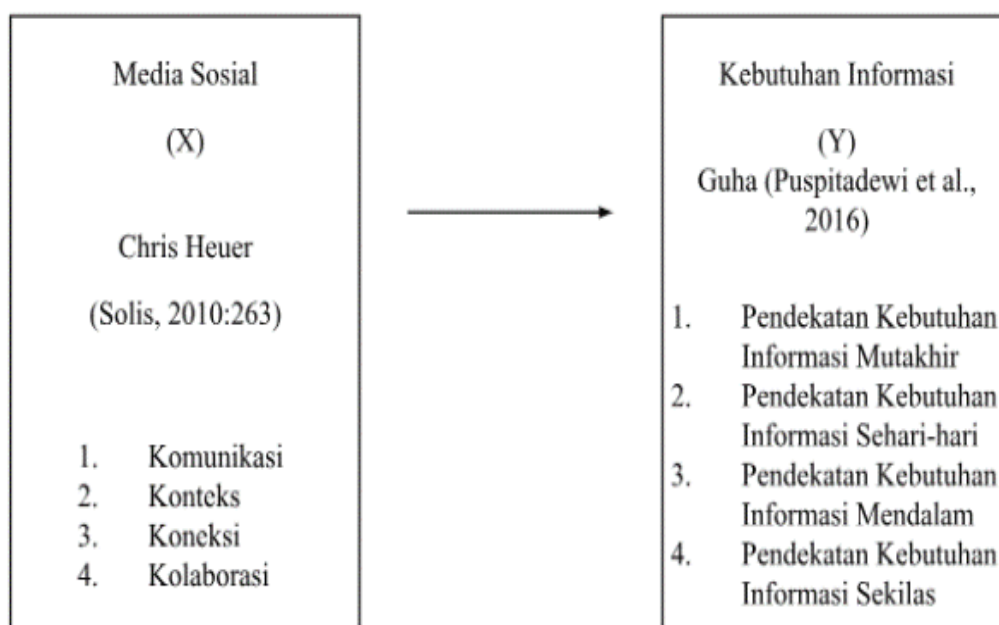 Media Sosial
(X)
Chris Heuer
(Solis, 2010:263)
1. Komunikasi
2. Konteks
3. Koneksi
4. Kolaborasi
Kebutuhan Informasi
(Y)
Guha (Puspitadewi et al.,
2016)
1. Pendekatan Kebutuhan
Informasi Mutakhir
2. Pendekatan Kebutuhan
Informasi Sehari-hari
3. Pendekatan Kebutuhan
Informasi Mendalam
4. Pendekatan Kebutuhan
Informasi Sekilas